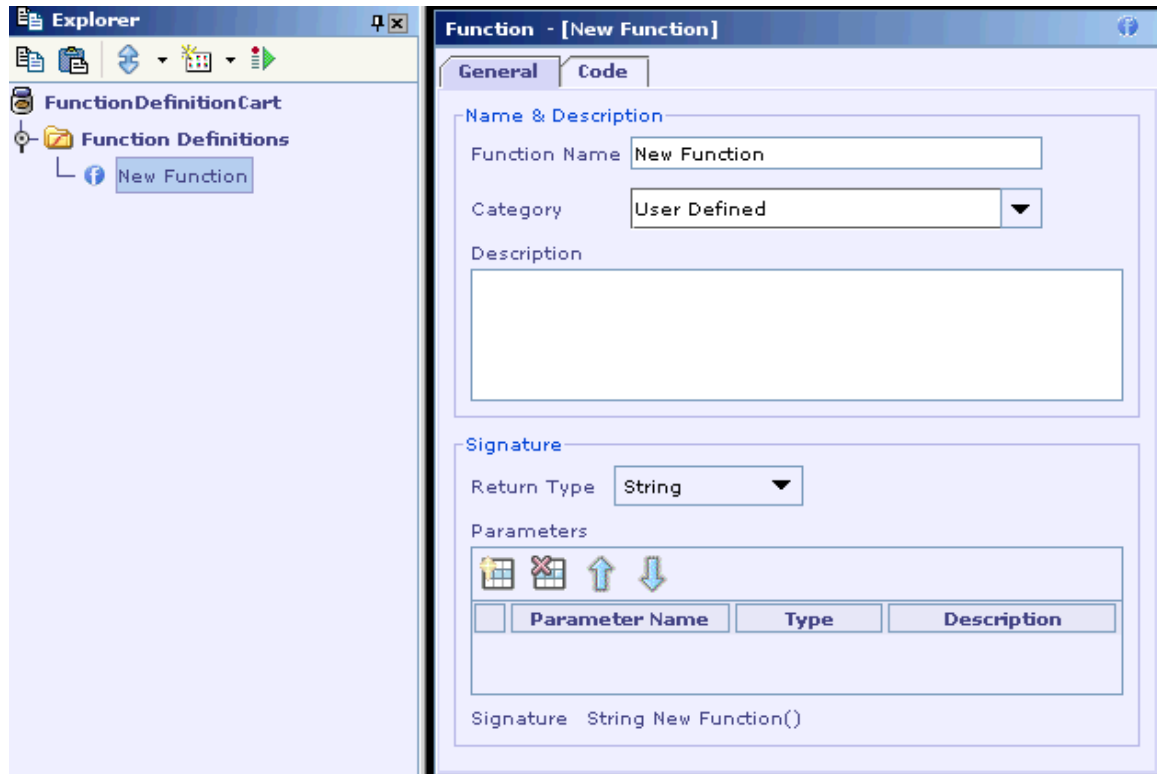 Explorer
FunctionDefinitionCart
Function Definitions
New Function
Function - [New Function]
General Code
Name & Description
Function Name New Function
Category User Defined
Description
Signature
Return Type String
Parameters
Parameter Name Type Description
Signature String New Function()